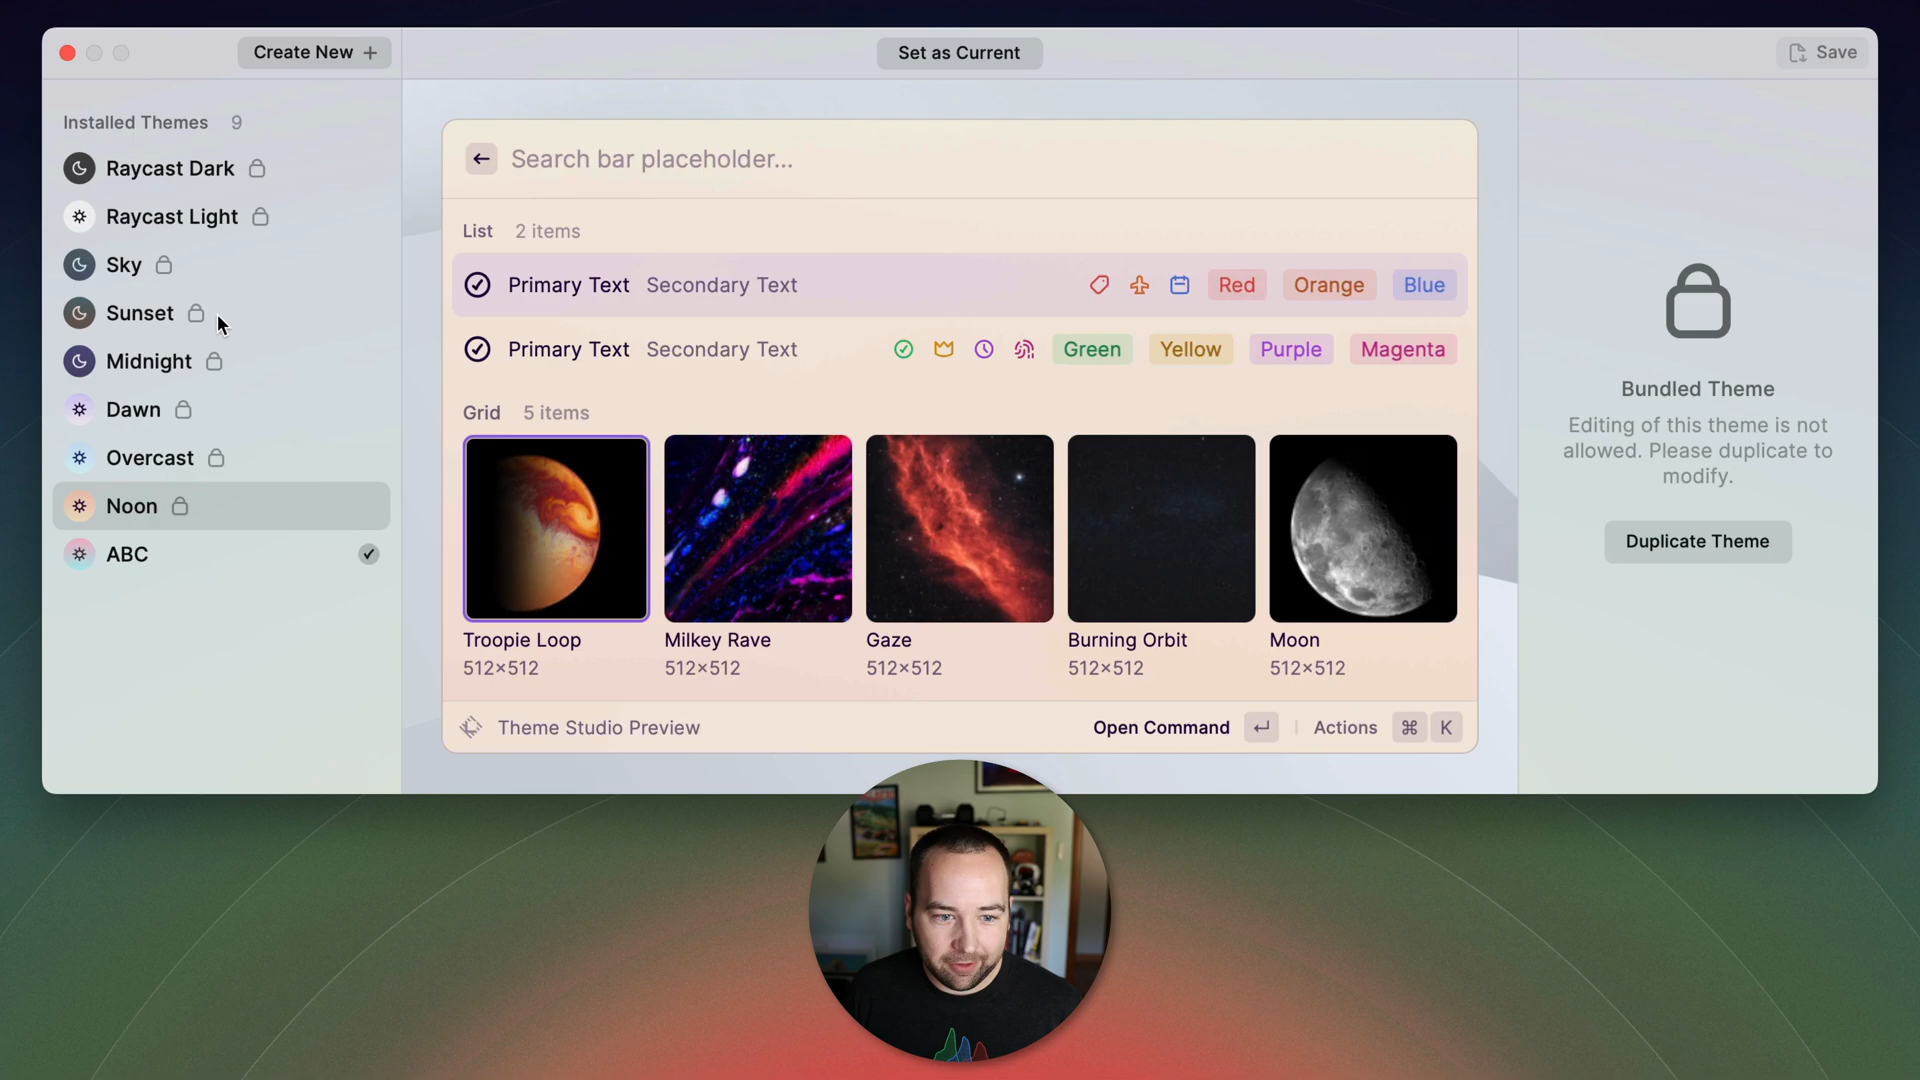 Create New +
Set as Current
Save
Installed Themes 9
Raycast Dark
Raycast Light
Sky
Sunset
Midnight
Dawn
Overcast
Noon
ABC
Search bar placeholder...
List 2 items
Primary Text Secondary Text Red Orange Blue
Primary Text Secondary Text Green Yellow Purple Magenta
Grid 5 items
Troopie Loop
512×512
Milkey Rave
512×512
Gaze
512×512
Burning Orbit
512×512
Moon
512×512
Theme Studio Preview
Open Command ↵ Actions ⌘ K
Bundled Theme
Editing of this theme is not
allowed. Please duplicate to
modify.
Duplicate Theme